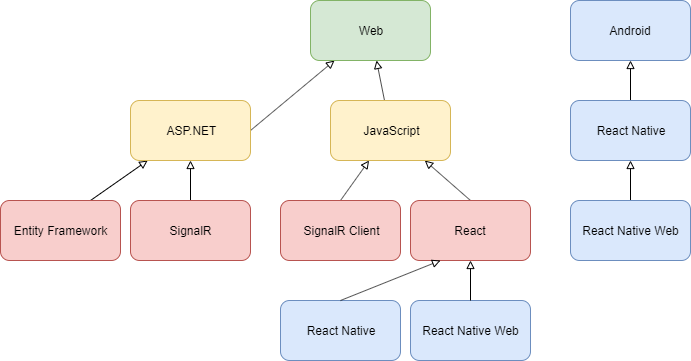 Web
Android
ASP.NET
JavaScript
React Native
Entity Framework
SignalR
SignalR Client
React
React Native Web
React Native
React Native Web